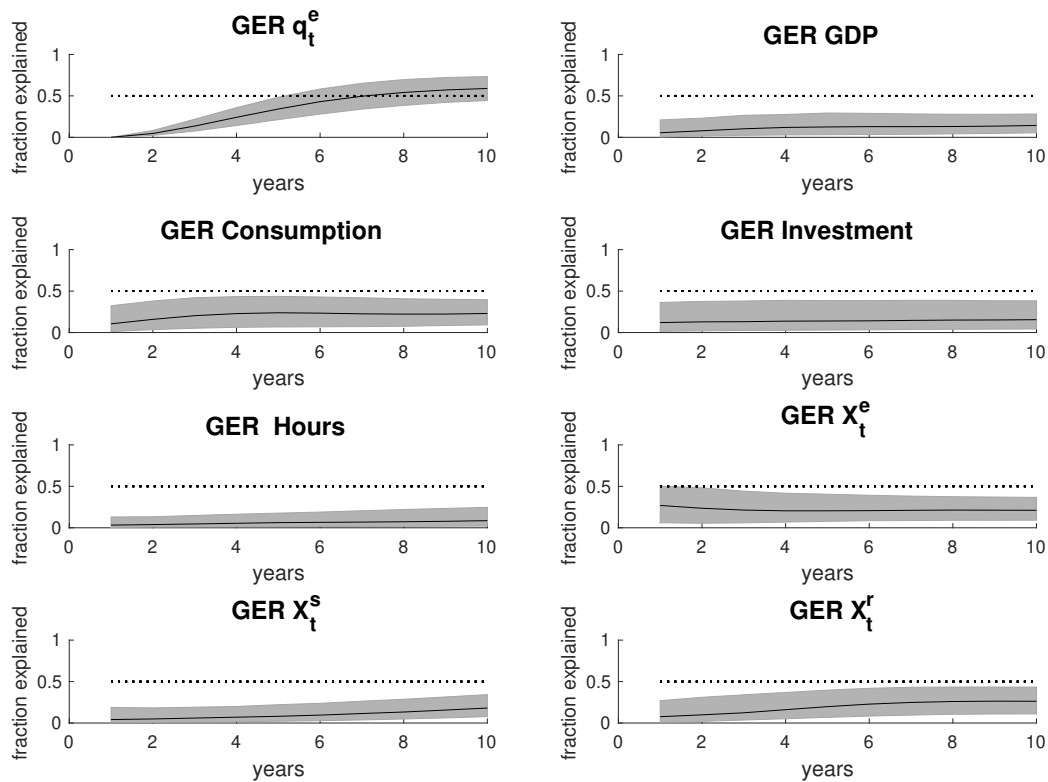 GER q_t^e
fraction explained
1
0.5
0
0 2 4 6 8 10
years
GER GDP
fraction explained
1
0.5
0
0 2 4 6 8 10
years
GER Consumption
fraction explained
1
0.5
0
0 2 4 6 8 10
years
GER Investment
fraction explained
1
0.5
0
0 2 4 6 8 10
years
GER Hours
fraction explained
1
0.5
0
0 2 4 6 8 10
years
GER X_t^e
fraction explained
1
0.5
0
0 2 4 6 8 10
years
GER X_t^s
fraction explained
1
0.5
0
0 2 4 6 8 10
years
GER X_t^r
fraction explained
1
0.5
0
0 2 4 6 8 10
years